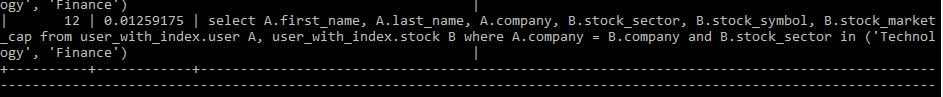 ogy', 'Finance') |
| 12 | 0.01259175 | select A.first_name, A.last_name, A.company, B.stock_sector, B.stock_symbol, B.stock_market
_cap from user_with_index.user A, user_with_index.stock B where A.company = B.company and B.stock_sector in ('Technol
ogy', 'Finance') |
+----------+------------+--------------------------------------------------------------------------------------------
---------------------------------------------------------------------------------------------------------------------